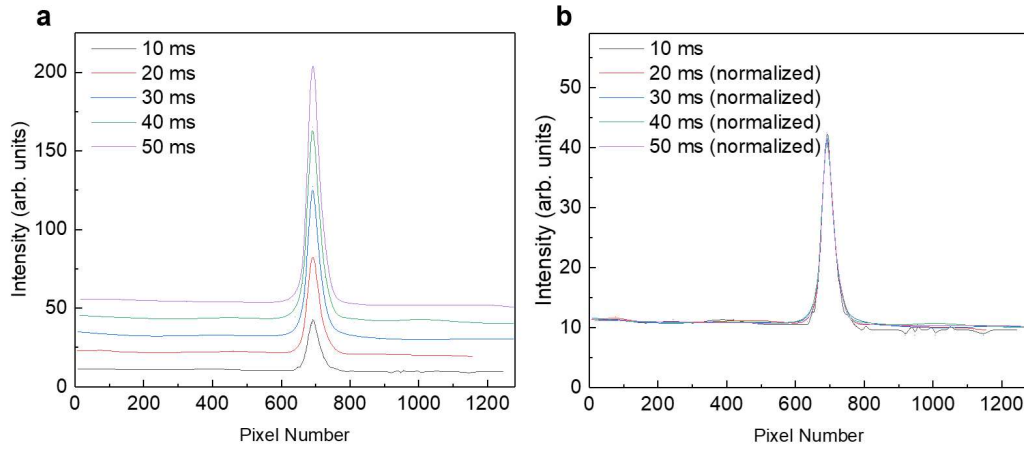 a
10 ms
20 ms
30 ms
40 ms
50 ms
200
150
100
50
0
0 200 400 600 800 1000 1200
Intensity (arb. units)
Pixel Number
b
10 ms
20 ms (normalized)
30 ms (normalized)
40 ms (normalized)
50 ms (normalized)
50
40
30
20
10
0
0 200 400 600 800 1000 1200
Intensity (arb. units)
Pixel Number